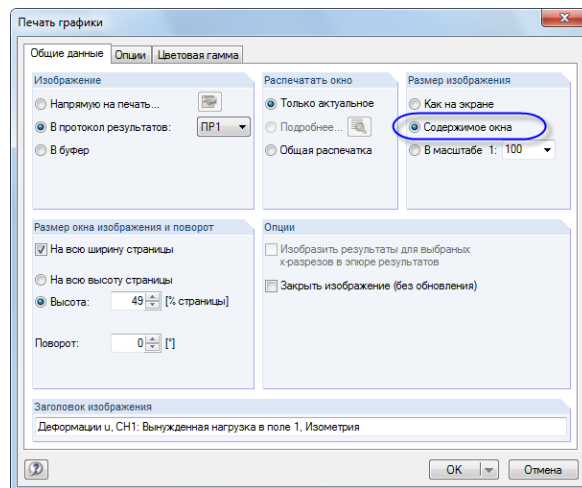 Печать графики
Общие данные Опции Цветовая гамма
Изображение
Напрямую на печать...
В протокол результатов: ПР1
В буфер
Распечатать окно
Только актуальное
Подробнее...
Общая распечатка
Размер изображения
Как на экране
Содержимое окна
В масштабе 1: 100
Размер окна изображения и поворот
На всю ширину страницы
На всю высоту страницы
Высота: 49 [% страницы]
Поворот: 0 [°]
Опции
Изобразить результаты для выбраных
х-разрезов в эпюре результатов
Закрыть изображение (без обновления)
Заголовок изображения
Деформации u, СН1: Вынужденная нагрузка в поле 1, Изометрия
OK Отмена